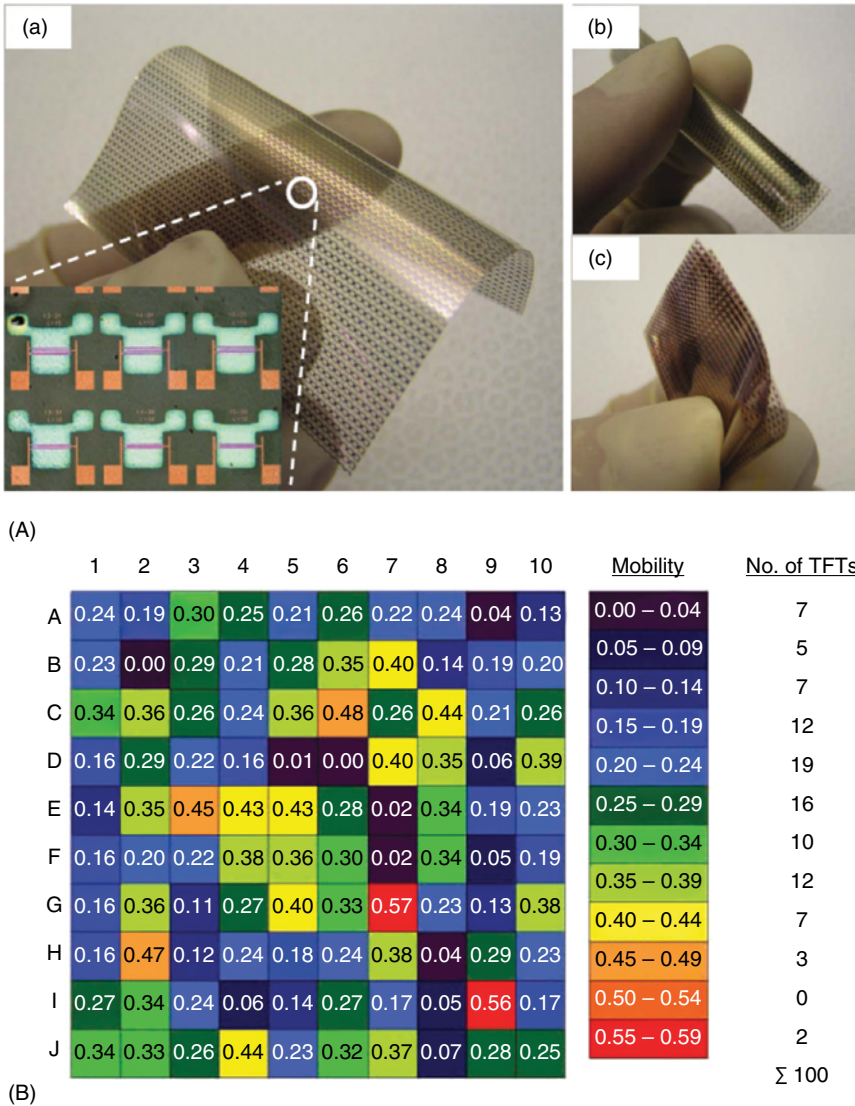 (a)
(b)
(c)
(A)
1 2 3 4 5 6 7 8 9 10
A 0.24 0.19 0.30 0.25 0.21 0.26 0.22 0.24 0.04 0.13
B 0.23 0.00 0.29 0.21 0.28 0.35 0.40 0.14 0.19 0.20
C 0.34 0.36 0.26 0.24 0.36 0.48 0.26 0.44 0.21 0.26
D 0.16 0.29 0.22 0.16 0.01 0.00 0.40 0.35 0.06 0.39
E 0.14 0.35 0.45 0.43 0.43 0.28 0.02 0.34 0.19 0.23
F 0.16 0.20 0.22 0.38 0.36 0.30 0.02 0.34 0.05 0.19
G 0.16 0.36 0.11 0.27 0.40 0.33 0.57 0.23 0.13 0.38
H 0.16 0.47 0.12 0.24 0.18 0.24 0.38 0.04 0.29 0.23
I 0.27 0.34 0.24 0.06 0.14 0.27 0.17 0.05 0.56 0.17
J 0.34 0.33 0.26 0.44 0.23 0.32 0.37 0.07 0.28 0.25
Mobility No. of TFTs
0.00 – 0.04 7
0.05 – 0.09 5
0.10 – 0.14 7
0.15 – 0.19 12
0.20 – 0.24 19
0.25 – 0.29 16
0.30 – 0.34 10
0.35 – 0.39 12
0.40 – 0.44 7
0.45 – 0.49 3
0.50 – 0.54 0
0.55 – 0.59 2
Σ 100
(B)